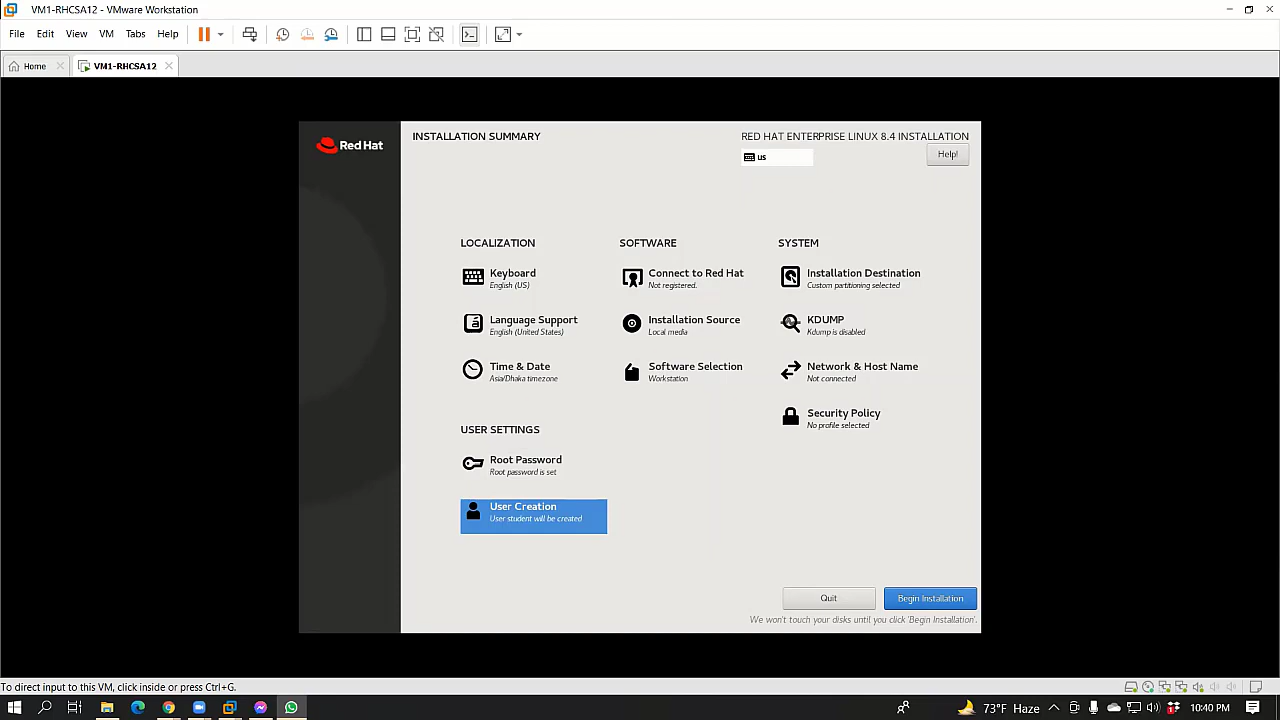 VM1-RHCSA12 - VMware Workstation
File Edit View VM Tabs Help
Home VM1-RHCSA12
Red Hat
INSTALLATION SUMMARY
RED HAT ENTERPRISE LINUX 8.4 INSTALLATION
us
Help!
LOCALIZATION
Keyboard
English (US)
Language Support
English (United States)
Time & Date
Asia/Dhaka timezone
SOFTWARE
Connect to Red Hat
Not registered.
Installation Source
Local media
Software Selection
Workstation
SYSTEM
Installation Destination
Custom partitioning selected
KDUMP
Kdump is disabled
Network & Host Name
Not connected
Security Policy
No profile selected
USER SETTINGS
Root Password
Root password is set
User Creation
User student will be created
Quit
Begin Installation
We won't touch your disks until you click 'Begin Installation'.
To direct input to this VM, click inside or press Ctrl+G.
73°F Haze
10:40 PM